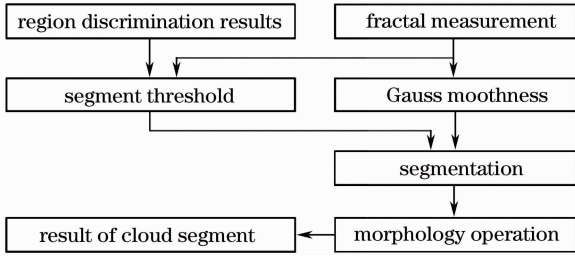 region discrimination results
fractal measurement
segment threshold
Gauss moothness
segmentation
result of cloud segment
morphology operation